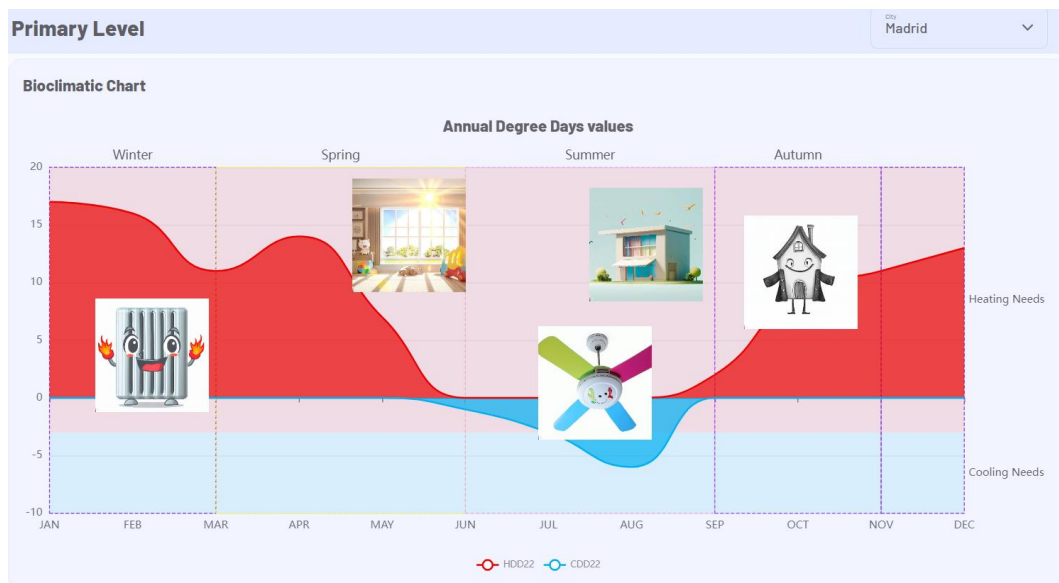 Primary Level
City
Madrid
Bioclimatic Chart
Annual Degree Days values
Winter Spring Summer Autumn
20
15
10
Heating Needs
5
0
-5
Cooling Needs
-10
JAN FEB MAR APR MAY JUN JUL AUG SEP OCT NOV DEC
HDD22 CDD22